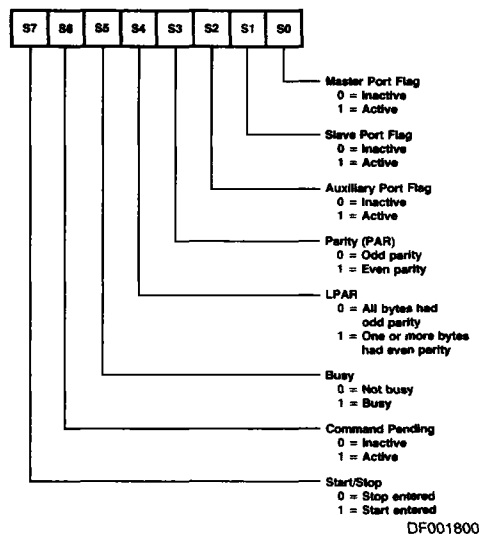 S7 S6 S5 S4 S3 S2 S1 S0
Master Port Flag
0 = Inactive
1 = Active
Slave Port Flag
0 = Inactive
1 = Active
Auxiliary Port Flag
0 = Inactive
1 = Active
Parity (PAR)
0 = Odd parity
1 = Even parity
LPAR
0 = All bytes had
odd parity
1 = One or more bytes
had even parity
Busy
0 = Not busy
1 = Busy
Command Pending
0 = Inactive
1 = Active
Start/Stop
0 = Stop entered
1 = Start entered
DF001800